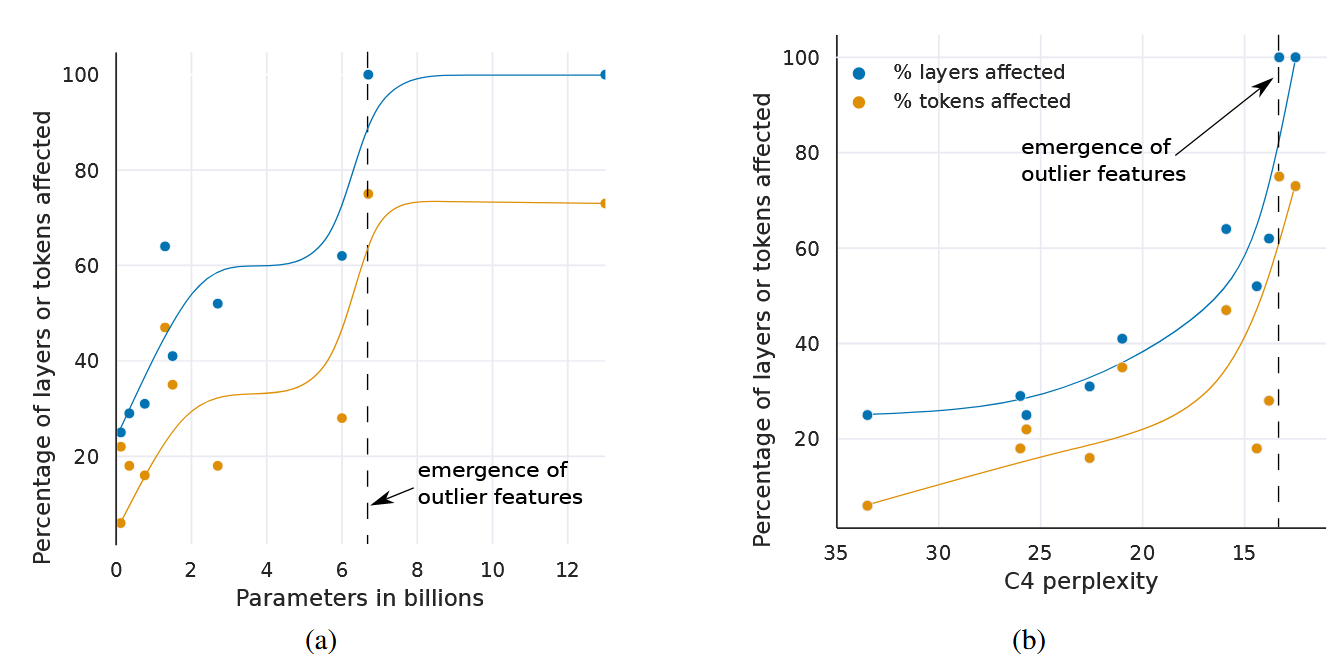 Percentage of layers or tokens affected
100
80
60
40
20
0 2 4 6 8 10 12
Parameters in billions
emergence of
outlier features
(a)
Percentage of layers or tokens affected
100
80
60
40
20
35 30 25 20 15
C4 perplexity
% layers affected
% tokens affected
emergence of
outlier features
(b)